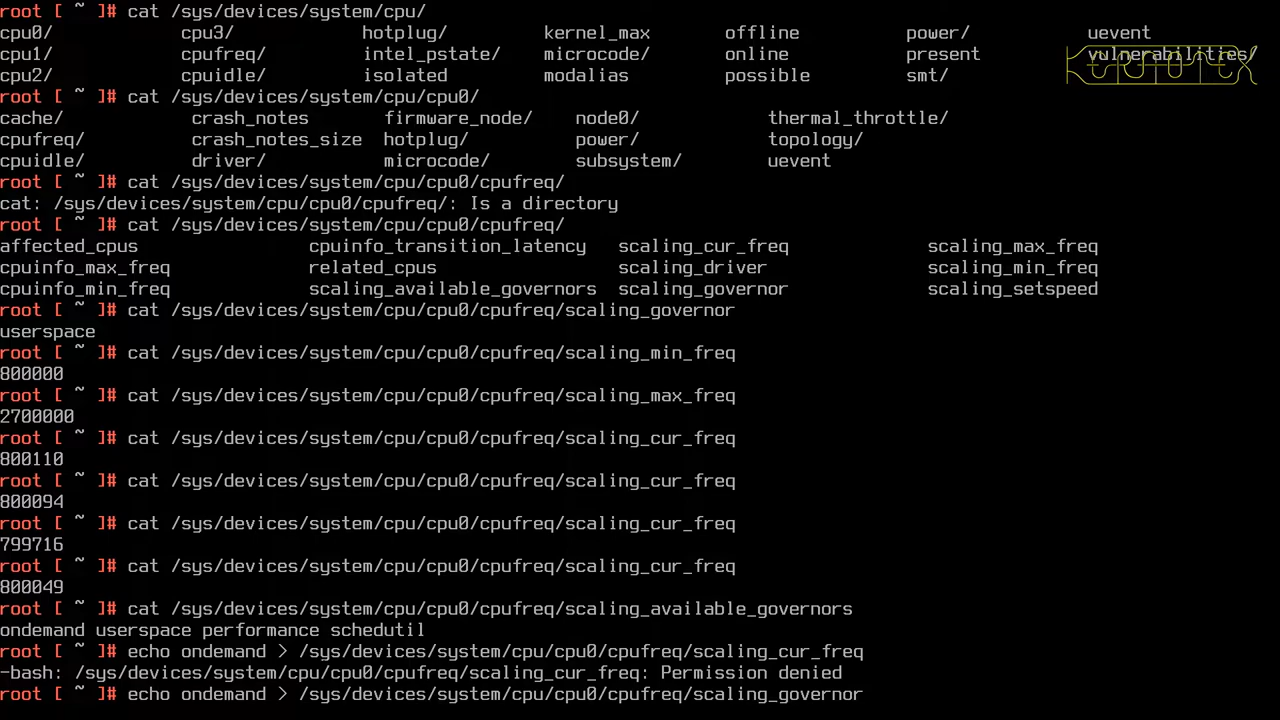 root [ ~ ]# cat /sys/devices/system/cpu/
cpu0/ cpu3/ hotplug/ kernel_max offline power/ uevent
cpu1/ cpufreq/ intel_pstate/ microcode/ online present vulnerabilities/
cpu2/ cpuidle/ isolated modalias possible smt/
root [ ~ ]# cat /sys/devices/system/cpu/cpu0/
cache/ crash_notes firmware_node/ node0/ thermal_throttle/
cpufreq/ crash_notes_size hotplug/ power/ topology/
cpuidle/ driver/ microcode/ subsystem/ uevent
root [ ~ ]# cat /sys/devices/system/cpu/cpu0/cpufreq/
cat: /sys/devices/system/cpu/cpu0/cpufreq/: Is a directory
root [ ~ ]# cat /sys/devices/system/cpu/cpu0/cpufreq/
affected_cpus cpuinfo_transition_latency scaling_cur_freq scaling_max_freq
cpuinfo_max_freq related_cpus scaling_driver scaling_min_freq
cpuinfo_min_freq scaling_available_governors scaling_governor scaling_setspeed
root [ ~ ]# cat /sys/devices/system/cpu/cpu0/cpufreq/scaling_governor
userspace
root [ ~ ]# cat /sys/devices/system/cpu/cpu0/cpufreq/scaling_min_freq
800000
root [ ~ ]# cat /sys/devices/system/cpu/cpu0/cpufreq/scaling_max_freq
2700000
root [ ~ ]# cat /sys/devices/system/cpu/cpu0/cpufreq/scaling_cur_freq
800110
root [ ~ ]# cat /sys/devices/system/cpu/cpu0/cpufreq/scaling_cur_freq
800094
root [ ~ ]# cat /sys/devices/system/cpu/cpu0/cpufreq/scaling_cur_freq
799716
root [ ~ ]# cat /sys/devices/system/cpu/cpu0/cpufreq/scaling_cur_freq
800049
root [ ~ ]# cat /sys/devices/system/cpu/cpu0/cpufreq/scaling_available_governors
ondemand userspace performance schedutil
root [ ~ ]# echo ondemand > /sys/devices/system/cpu/cpu0/cpufreq/scaling_cur_freq
-bash: /sys/devices/system/cpu/cpu0/cpufreq/scaling_cur_freq: Permission denied
root [ ~ ]# echo ondemand > /sys/devices/system/cpu/cpu0/cpufreq/scaling_governor